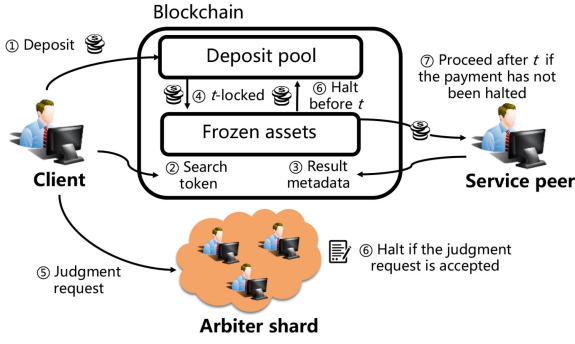 Blockchain
① Deposit
Deposit pool
④ t-locked
⑥ Halt
before t
⑦ Proceed after t if
the payment has not
been halted
Frozen assets
Client
② Search
token
③ Result
metadata
Service peer
⑤ Judgment
request
⑥ Halt if the judgment
request is accepted
Arbiter shard